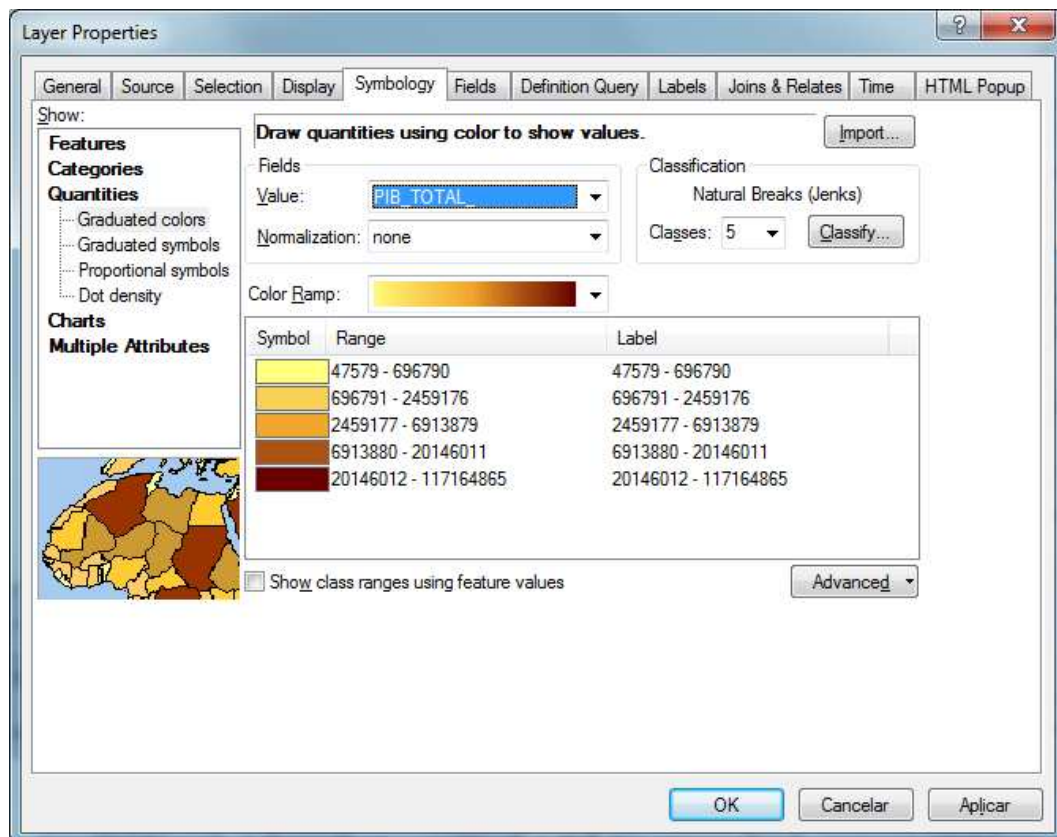 Layer Properties
General Source Selection Display Symbology Fields Definition Query Labels Joins & Relates Time HTML Popup
Show:
Features
Categories
Quantities
Graduated colors
Graduated symbols
Proportional symbols
Dot density
Charts
Multiple Attributes
Draw quantities using color to show values.
Import...
Fields
Value: PIB_TOTAL_
Normalization: none
Classification
Natural Breaks (Jenks)
Classes: 5 Classify...
Color Ramp:
Symbol Range Label
47579 - 696790 47579 - 696790
696791 - 2459176 696791 - 2459176
2459177 - 6913879 2459177 - 6913879
6913880 - 20146011 6913880 - 20146011
20146012 - 117164865 20146012 - 117164865
Show class ranges using feature values
Advanced
OK Cancelar Aplicar